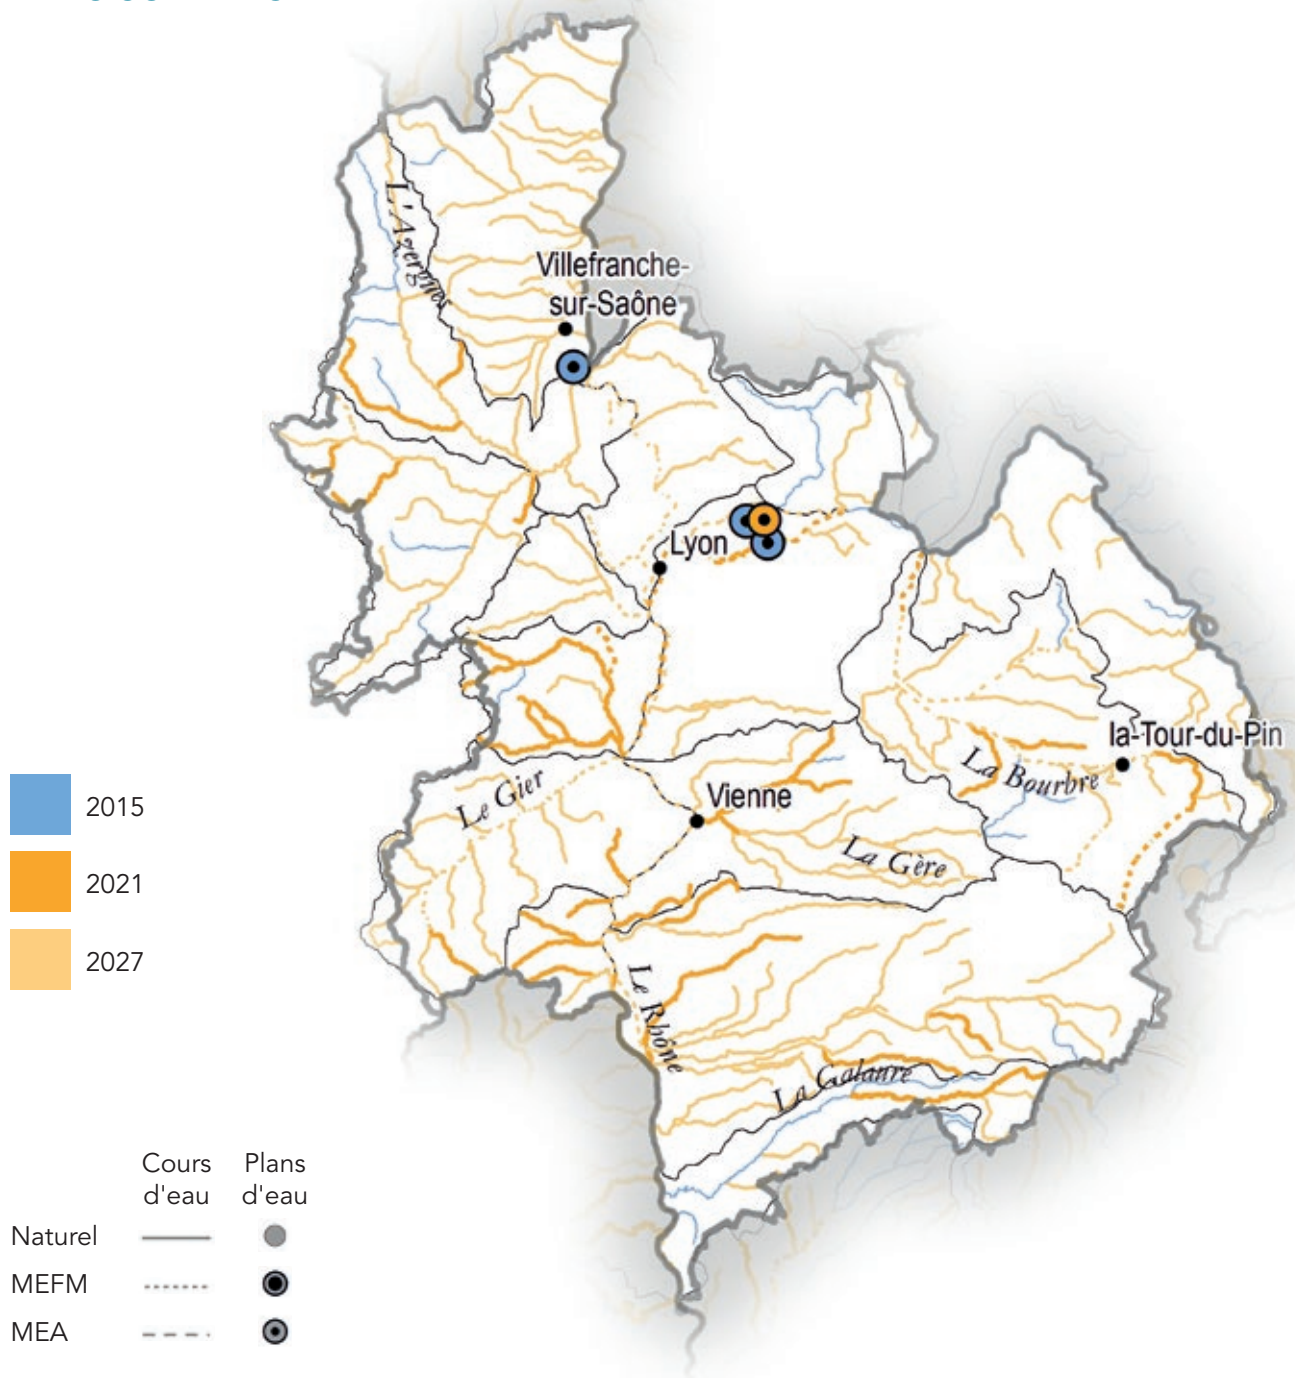 L'Azergues
Villefranche-
sur-Saône
Lyon
la-Tour-du-Pin
La Bourbre
Le Gier
Vienne
La Gère
2015
2021
2027
Le Rhône
La Galaure
Cours
d'eau
Plans
d'eau
Naturel
MEFM
MEA